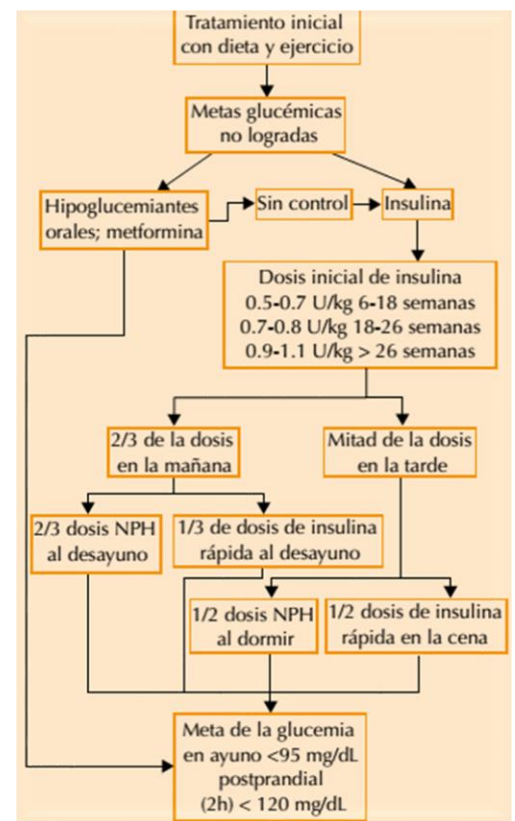 Tratamiento inicial
con dieta y ejercicio
Metas glucémicas
no logradas
Hipoglucemiantes
orales; metformina
Sin control
Insulina
Dosis inicial de insulina
0.5-0.7 U/kg 6-18 semanas
0.7-0.8 U/kg 18-26 semanas
0.9-1.1 U/kg > 26 semanas
2/3 de la dosis
en la mañana
Mitad de la dosis
en la tarde
2/3 dosis NPH
al desayuno
1/3 de dosis de insulina
rápida al desayuno
1/2 dosis NPH
al dormir
1/2 dosis de insulina
rápida en la cena
Meta de la glucemia
en ayuno <95 mg/dL
postprandial
(2h) < 120 mg/dL